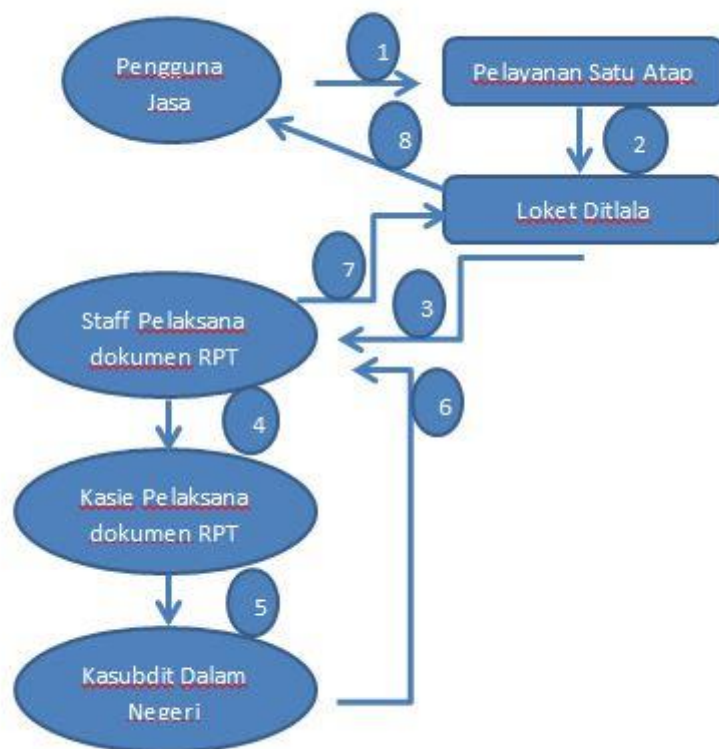 Pengguna
Jasa
1
Pelayanan Satu Atap
2
8
Loket Ditlala
7
3
Staff Pelaksana
dokumen RPT
6
4
Kasie Pelaksana
dokumen RPT
5
Kasubdit Dalam
Negeri